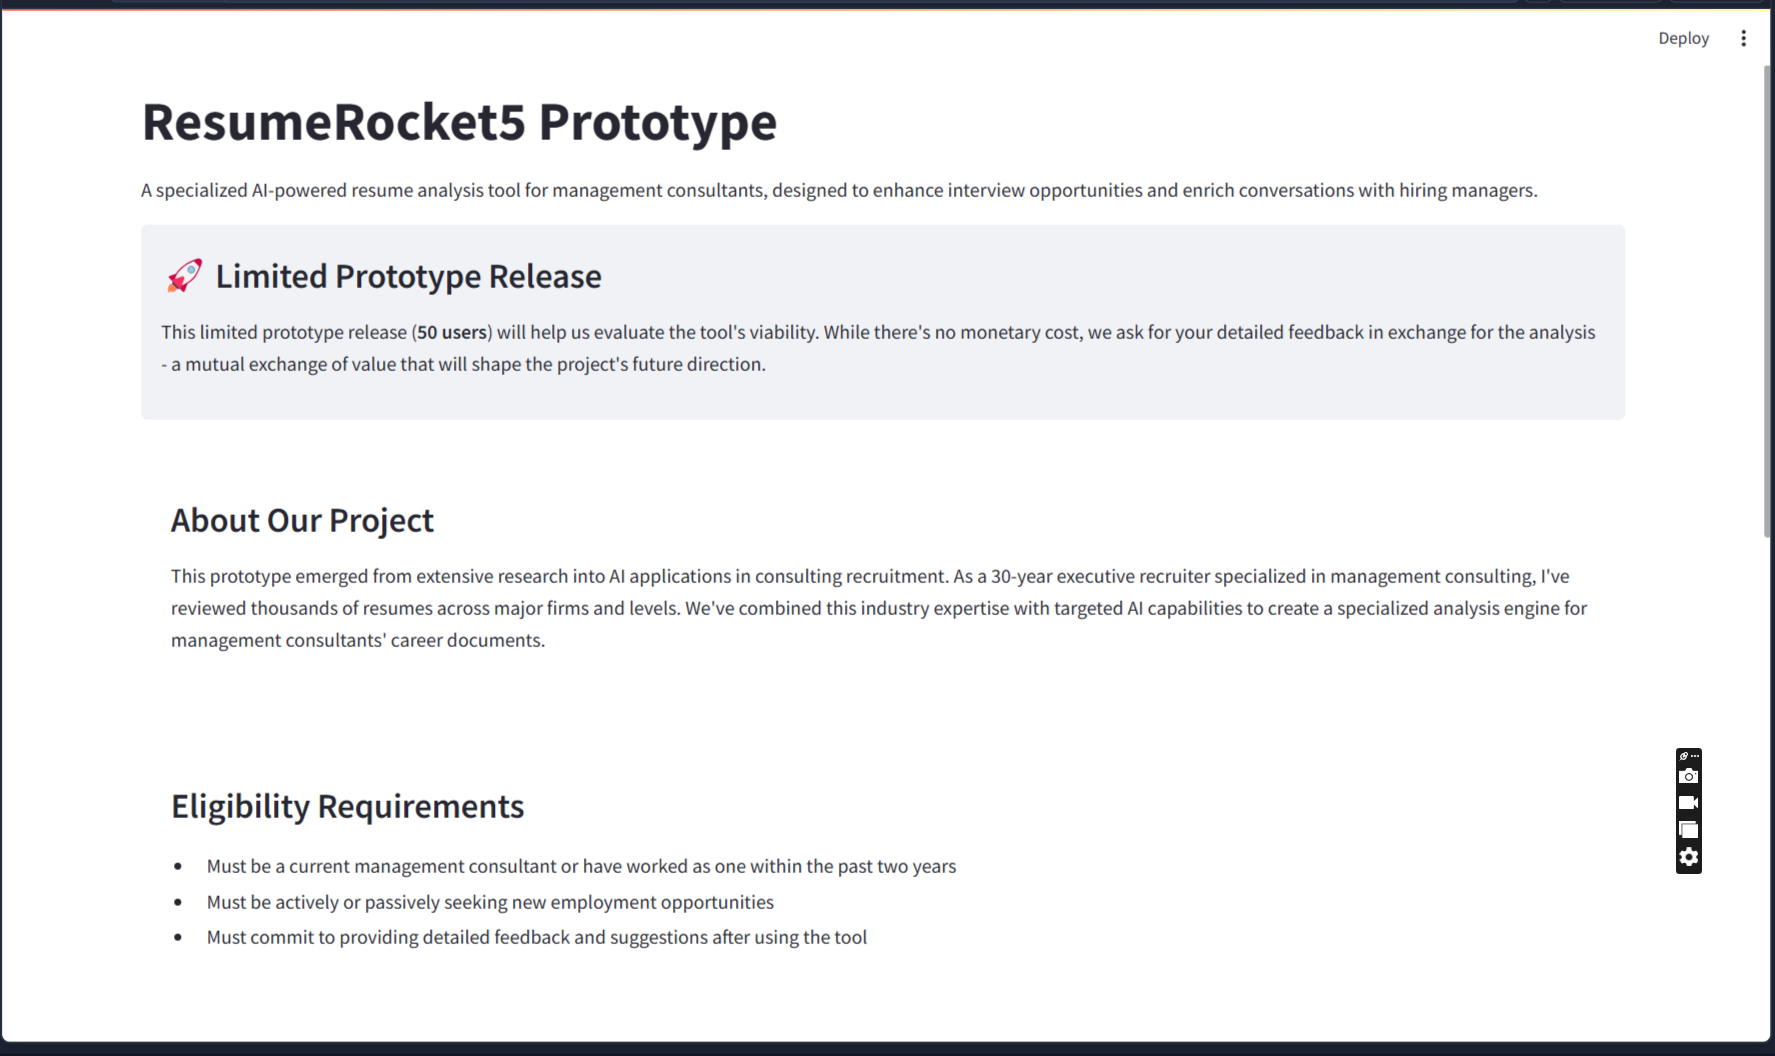 Deploy
ResumeRocket5 Prototype
A specialized AI-powered resume analysis tool for management consultants, designed to enhance interview opportunities and enrich conversations with hiring managers.
🚀 Limited Prototype Release
This limited prototype release (50 users) will help us evaluate the tool's viability. While there's no monetary cost, we ask for your detailed feedback in exchange for the analysis
- a mutual exchange of value that will shape the project's future direction.
About Our Project
This prototype emerged from extensive research into AI applications in consulting recruitment. As a 30-year executive recruiter specialized in management consulting, I've
reviewed thousands of resumes across major firms and levels. We've combined this industry expertise with targeted AI capabilities to create a specialized analysis engine for
management consultants' career documents.
Eligibility Requirements
• Must be a current management consultant or have worked as one within the past two years
• Must be actively or passively seeking new employment opportunities
• Must commit to providing detailed feedback and suggestions after using the tool